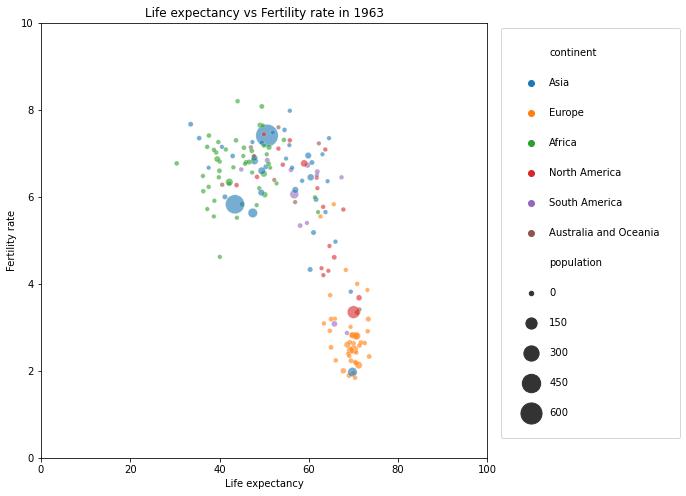 Life expectancy vs Fertility rate in 1963
10
8
6
4
2
0
Fertility rate
0 20 40 60 80 100
Life expectancy
continent
Asia
Europe
Africa
North America
South America
Australia and Oceania
population
0
150
300
450
600